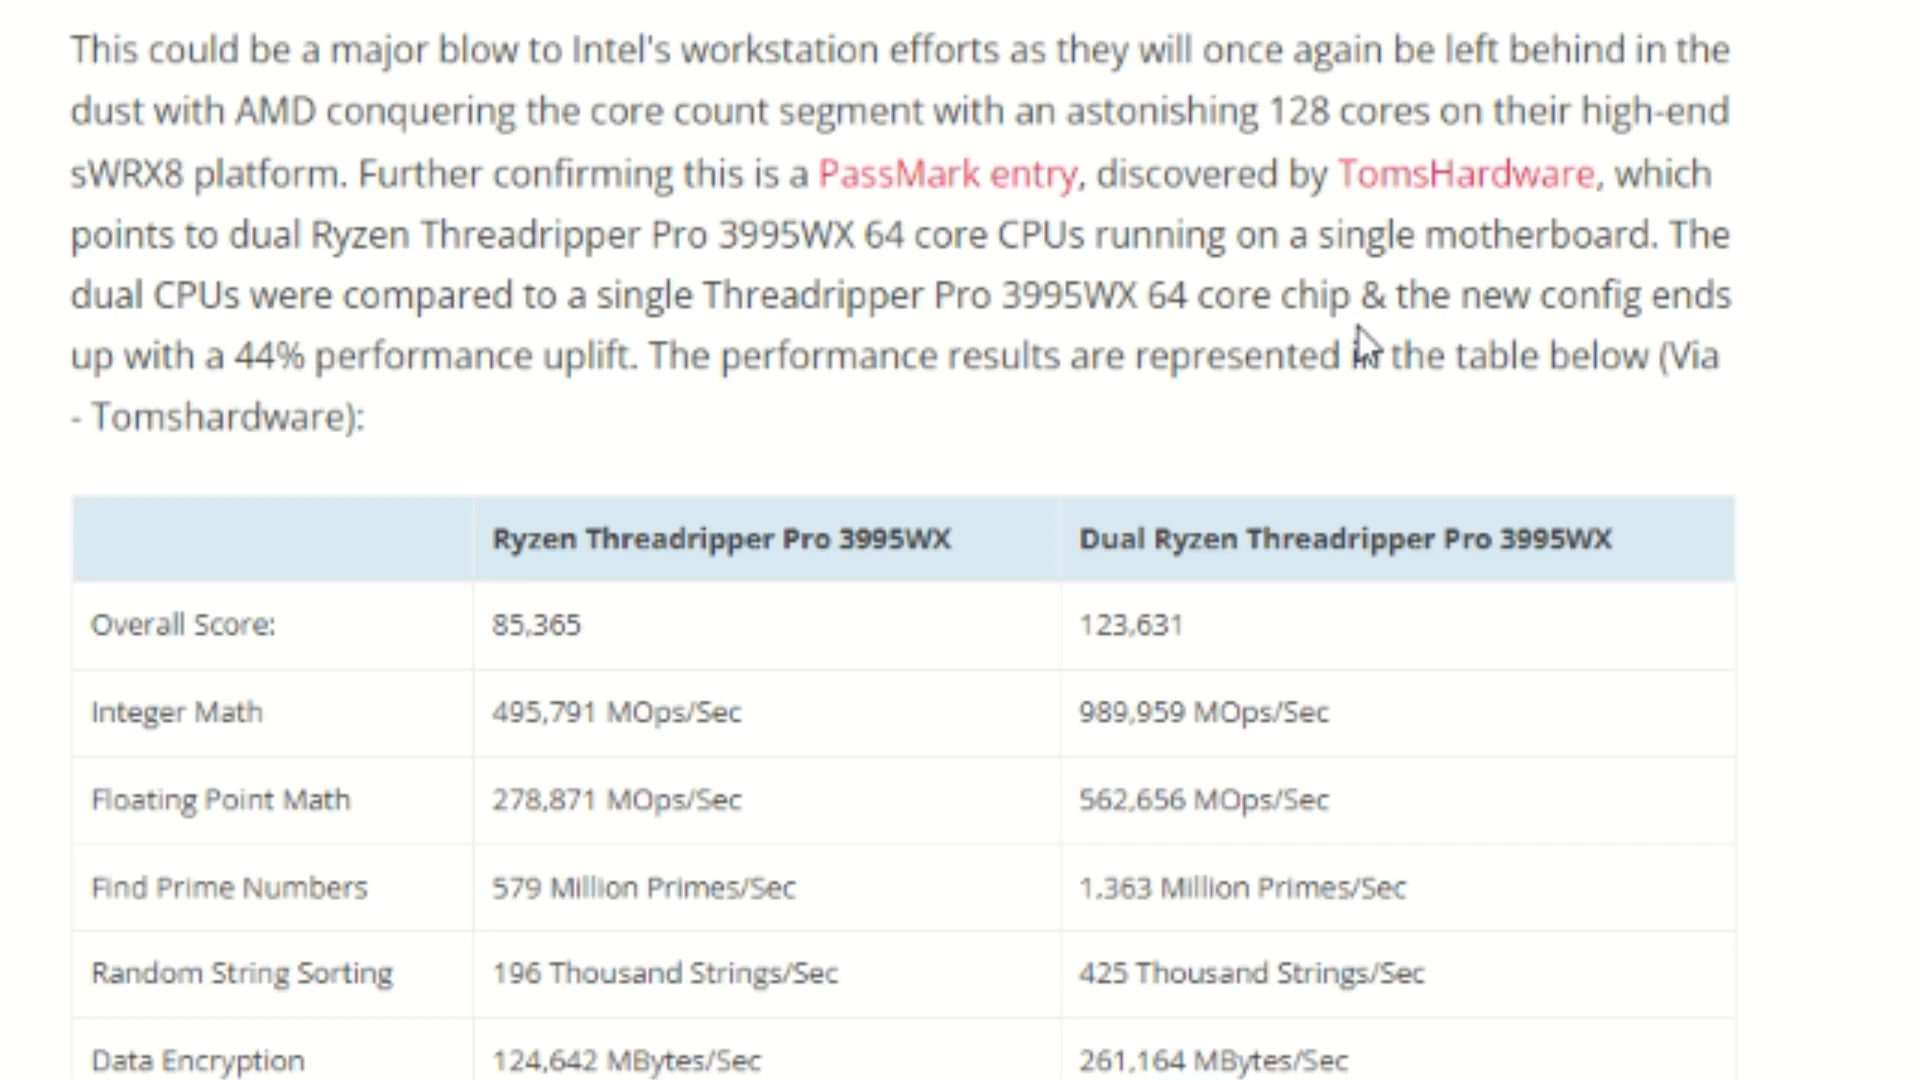 This could be a major blow to Intel's workstation efforts as they will once again be left behind in the
dust with AMD conquering the core count segment with an astonishing 128 cores on their high-end
sWRX8 platform. Further confirming this is a PassMark entry, discovered by TomsHardware, which
points to dual Ryzen Threadripper Pro 3995WX 64 core CPUs running on a single motherboard. The
dual CPUs were compared to a single Threadripper Pro 3995WX 64 core chip & the new config ends
up with a 44% performance uplift. The performance results are represented in the table below (Via
- Tomshardware):
Ryzen Threadripper Pro 3995WX Dual Ryzen Threadripper Pro 3995WX
Overall Score: 85,365 123,631
Integer Math 495,791 MOps/Sec 989,959 MOps/Sec
Floating Point Math 278,871 MOps/Sec 562,656 MOps/Sec
Find Prime Numbers 579 Million Primes/Sec 1,363 Million Primes/Sec
Random String Sorting 196 Thousand Strings/Sec 425 Thousand Strings/Sec
Data Encryption 124,642 MBytes/Sec 261,164 MBytes/Sec